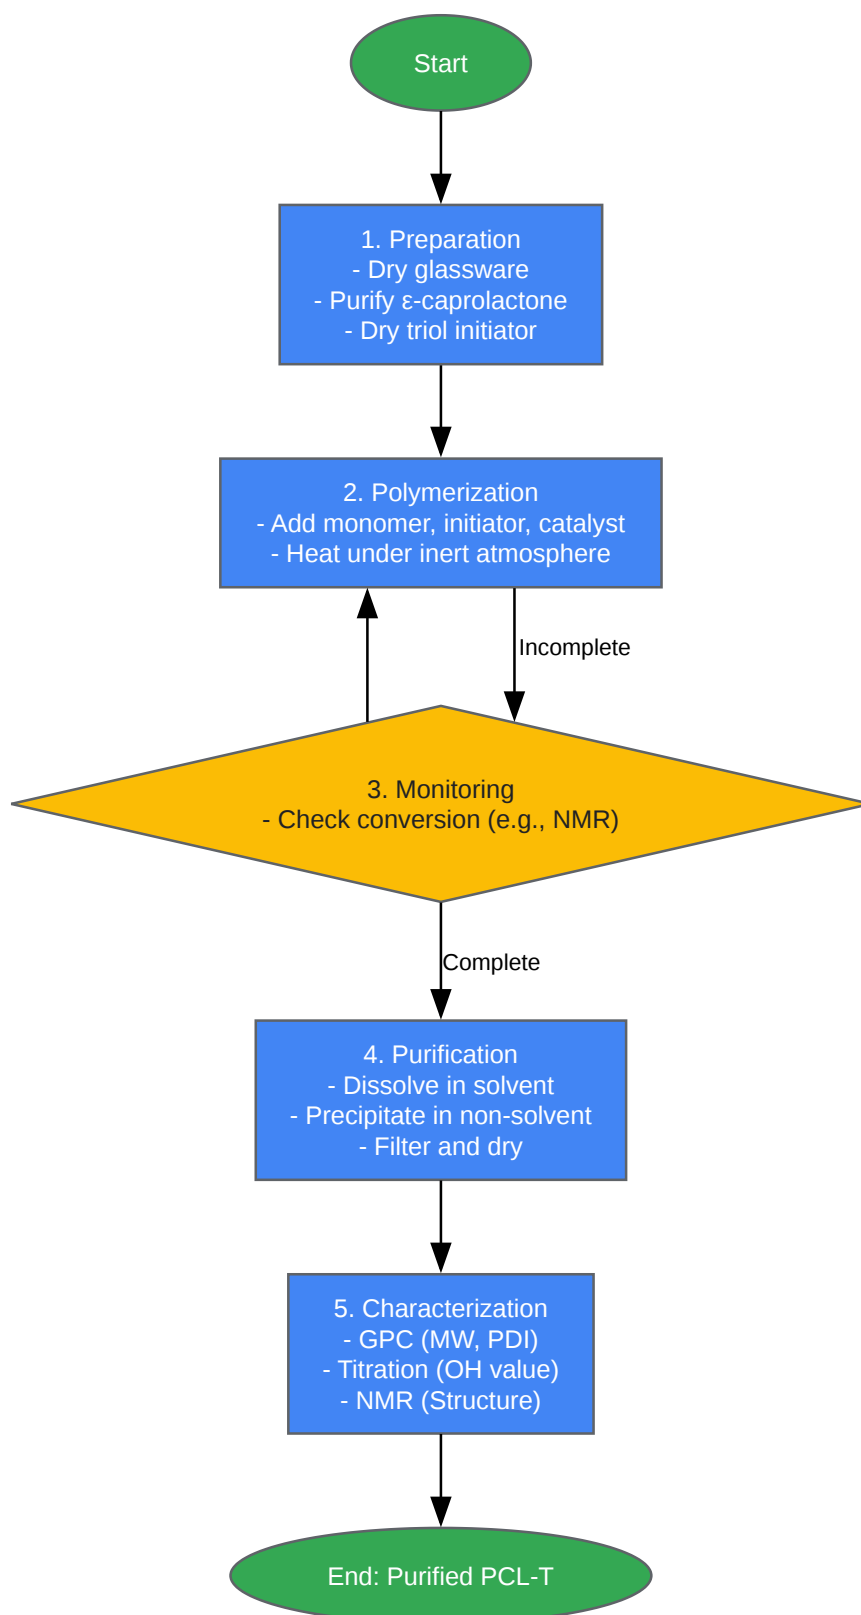 Start
1. Preparation
- Dry glassware
- Purify ε-caprolactone
- Dry triol initiator
2. Polymerization
- Add monomer, initiator, catalyst
- Heat under inert atmosphere
Incomplete
3. Monitoring
- Check conversion (e.g., NMR)
Complete
4. Purification
- Dissolve in solvent
- Precipitate in non-solvent
- Filter and dry
5. Characterization
- GPC (MW, PDI)
- Titration (OH value)
- NMR (Structure)
End: Purified PCL-T